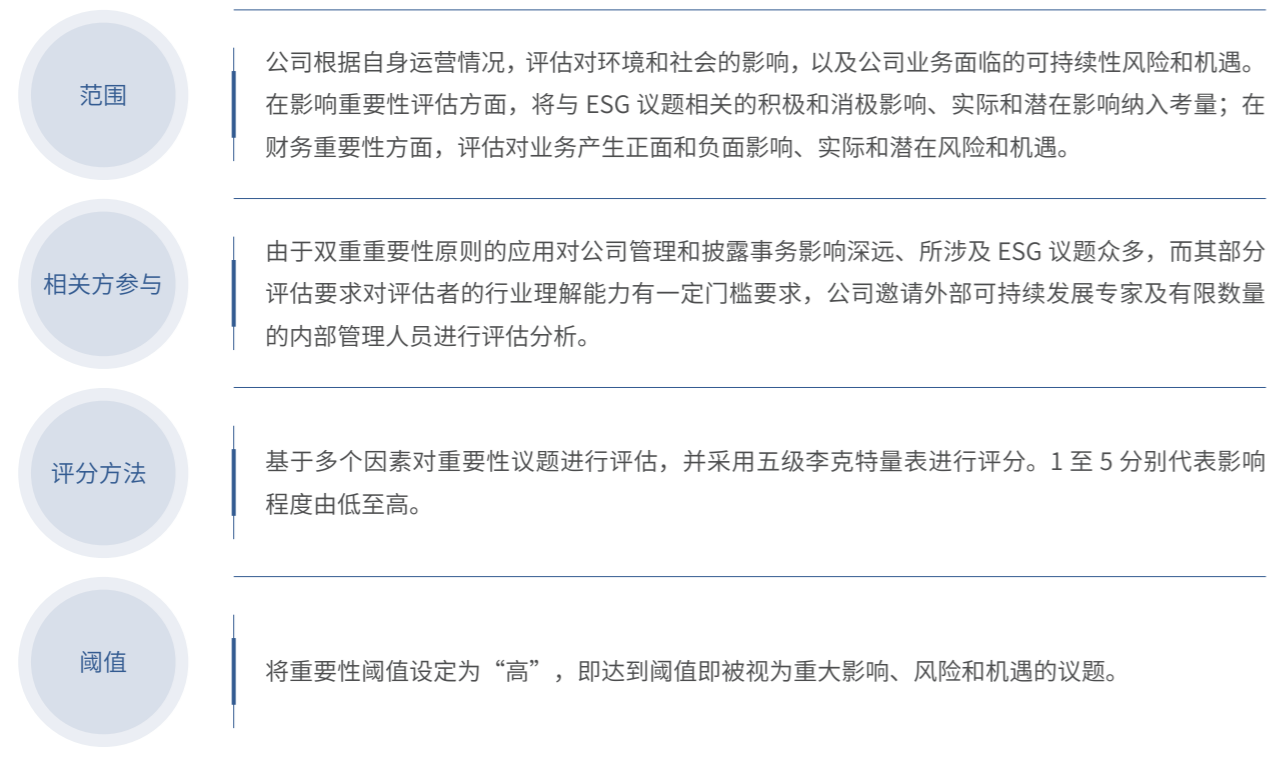 范围
公司根据自身运营情况，评估对环境和社会的影响，以及公司业务面临的可持续性风险和机遇。
在影响重要性评估方面，将与 ESG 议题相关的积极和消极影响、实际和潜在影响纳入考量；在
财务重要性方面，评估对业务产生正面和负面影响、实际和潜在风险和机遇。
相关方参与
由于双重重要性原则的应用对公司管理和披露事务影响深远、所涉及 ESG 议题众多，而其部分
评估要求对评估者的行业理解能力有一定门槛要求，公司邀请外部可持续发展专家及有限数量
的内部管理人员进行评估分析。
评分方法
基于多个因素对重要性议题进行评估，并采用五级李克特量表进行评分。1 至 5 分别代表影响
程度由低至高。
阈值
将重要性阈值设定为“高”，即达到阈值即被视为重大影响、风险和机遇的议题。